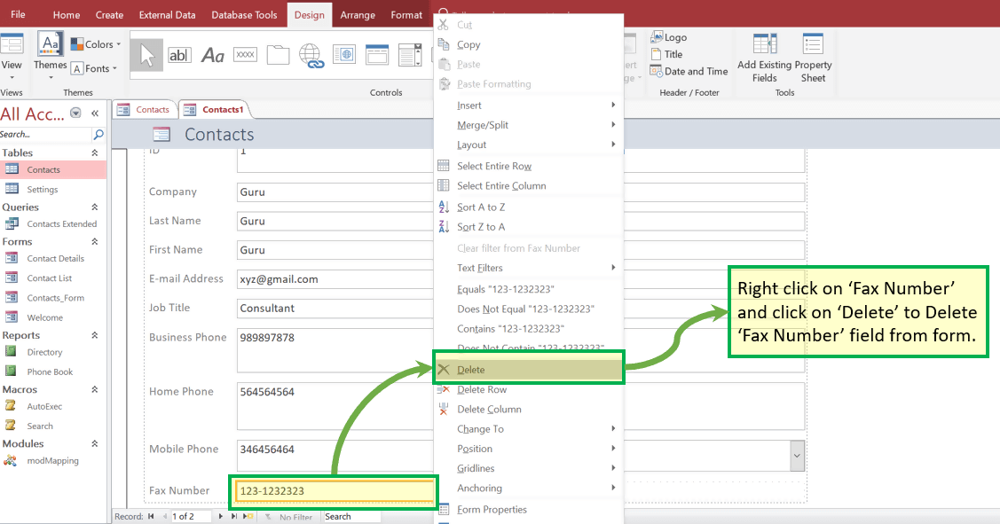 File Home Create External Data Database Tools Design Arrange Format
View
Views
Aa
Themes
Colors
A Fonts
Themes
ab| Aa XXXX
Controls
Logo
Title
Date and Time
Header / Footer
Add Existing Fields
Property Sheet
Tools
All Acc...
Search...
Tables
Contacts
Settings
Queries
Contacts Extended
Forms
Contact Details
Contact List
Contacts_Form
Welcome
Reports
Directory
Phone Book
Macros
AutoExec
Search
Modules
modMapping
Contacts Contacts1
Contacts
ID 1
Company Guru
Last Name Guru
First Name Guru
E-mail Address xyz@gmail.com
Job Title Consultant
Business Phone 989897878
Home Phone 564564564
Mobile Phone 346456464
Fax Number 123-1232323
Record: 1 of 2 No Filter Search
Cut
Copy
Paste
Paste Formatting
Insert
Merge/Split
Layout
Select Entire Row
Select Entire Column
Sort A to Z
Sort Z to A
Clear filter from Fax Number
Text Filters
Equals "123-1232323"
Does Not Equal "123-1232323"
Contains "123-1232323"
Does Not Contain "123-1232323"
Delete
Delete Row
Delete Column
Change To
Position
Gridlines
Anchoring
Form Properties
Right click on ‘Fax Number’
and click on ‘Delete’ to Delete
‘Fax Number’ field from form.